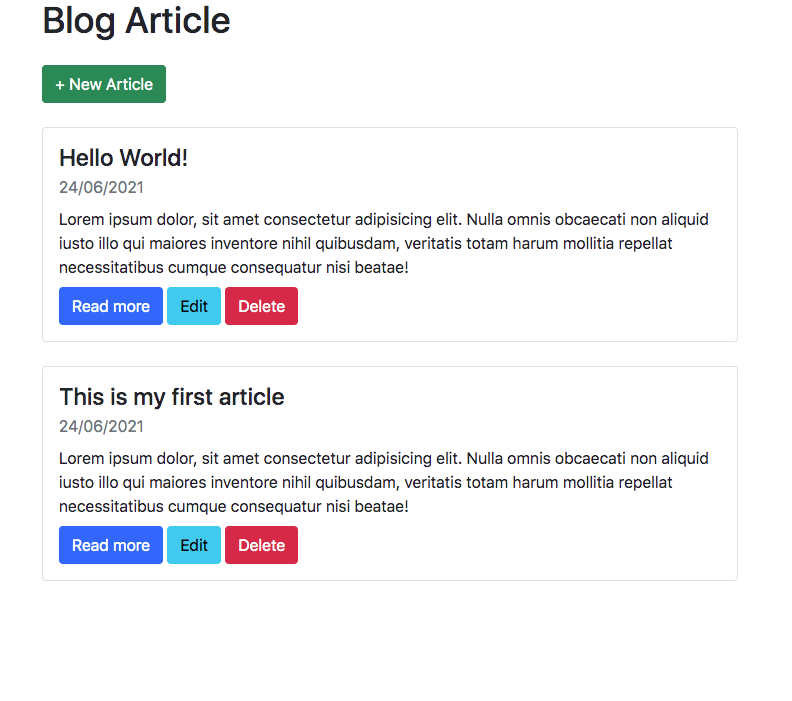 Blog Article
+ New Article
Hello World!
24/06/2021
Lorem ipsum dolor, sit amet consectetur adipisicing elit. Nulla omnis obcaecati non aliquid
iusto illo qui maiores inventore nihil quibusdam, veritatis totam harum mollitia repellat
necessitatibus cumque consequatur nisi beatae!
Read more Edit Delete
This is my first article
24/06/2021
Lorem ipsum dolor, sit amet consectetur adipisicing elit. Nulla omnis obcaecati non aliquid
iusto illo qui maiores inventore nihil quibusdam, veritatis totam harum mollitia repellat
necessitatibus cumque consequatur nisi beatae!
Read more Edit Delete